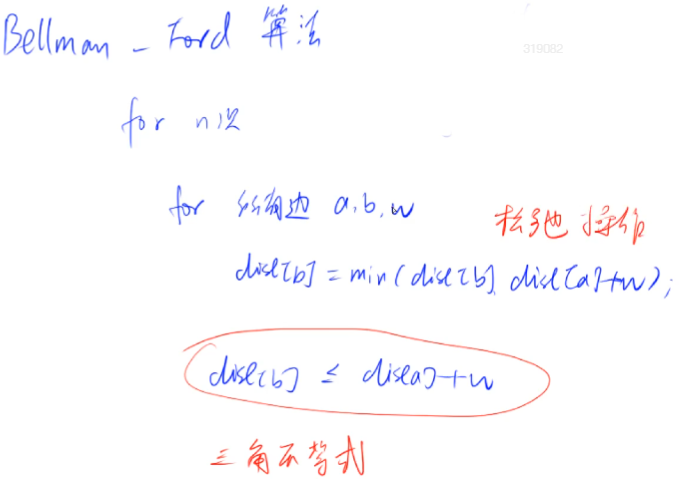 Bellman - Ford 算法
319082
for n次
for 所有边 a,b,w
松弛操作
dist[b] = min(dist[b], dist[a]+w);
dist[b] ≤ dist[a]+w
三角不等式